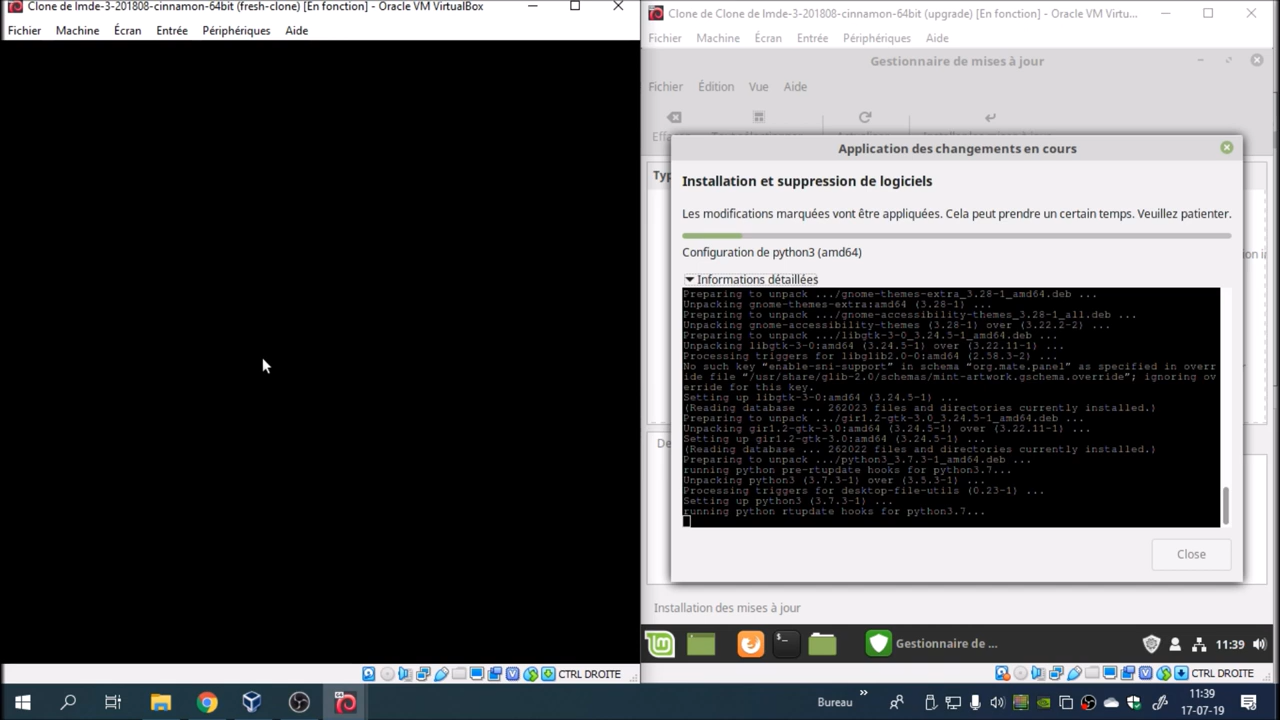 Clone de Clone de lmde-3-201808-cinnamon-64bit (fresh-clone) [En fonction] - Oracle VM VirtualBox
Fichier Machine Écran Entrée Périphériques Aide
CTRL DROITE
Clone de Clone de lmde-3-201808-cinnamon-64bit (upgrade) [En fonction] - Oracle VM Virtu...
Fichier Machine Écran Entrée Périphériques Aide
Gestionnaire de mises à jour
Fichier Édition Vue Aide
Typ
Application des changements en cours
Installation et suppression de logiciels
Les modifications marquées vont être appliquées. Cela peut prendre un certain temps. Veuillez patienter.
Configuration de python3 (amd64)
Informations détaillées
Preparing to unpack .../gnome-themes-extra_3.28-1_amd64.deb ...
Unpacking gnome-themes-extra:amd64 (3.28-1) ...
Preparing to unpack .../gnome-accessibility-themes_3.28-1_all.deb ...
Unpacking gnome-accessibility-themes (3.28-1) over (3.22.2-2) ...
Preparing to unpack .../libgtk-3-0_3.24.5-1_amd64.deb ...
Unpacking libgtk-3-0:amd64 (3.24.5-1) over (3.22.11-1) ...
Processing triggers for libglib2.0-0:amd64 (2.58.3-2) ...
No such key “enable-sni-support” in schema “org.mate.panel” as specified in overr
ide file “/usr/share/glib-2.0/schemas/mint-artwork.gschema.override”; ignoring ov
erride for this key.
Setting up libgtk-3-0:amd64 (3.24.5-1) ...
(Reading database ... 262023 files and directories currently installed.)
Preparing to unpack .../gir1.2-gtk-3.0_3.24.5-1_amd64.deb ...
Unpacking gir1.2-gtk-3.0:amd64 (3.24.5-1) over (3.22.11-1) ...
Setting up gir1.2-gtk-3.0:amd64 (3.24.5-1) ...
(Reading database ... 262022 files and directories currently installed.)
Preparing to unpack .../python3_3.7.3-1_amd64.deb ...
running python pre-rtupdate hooks for python3.7...
Unpacking python3 (3.7.3-1) over (3.5.3-1) ...
Processing triggers for desktop-file-utils (0.23-1) ...
Setting up python3 (3.7.3-1) ...
running python rtupdate hooks for python3.7...
Close
De
Installation des mises à jour
Gestionnaire de ...
11:39
CTRL DROITE
Bureau
11:39
17-07-19